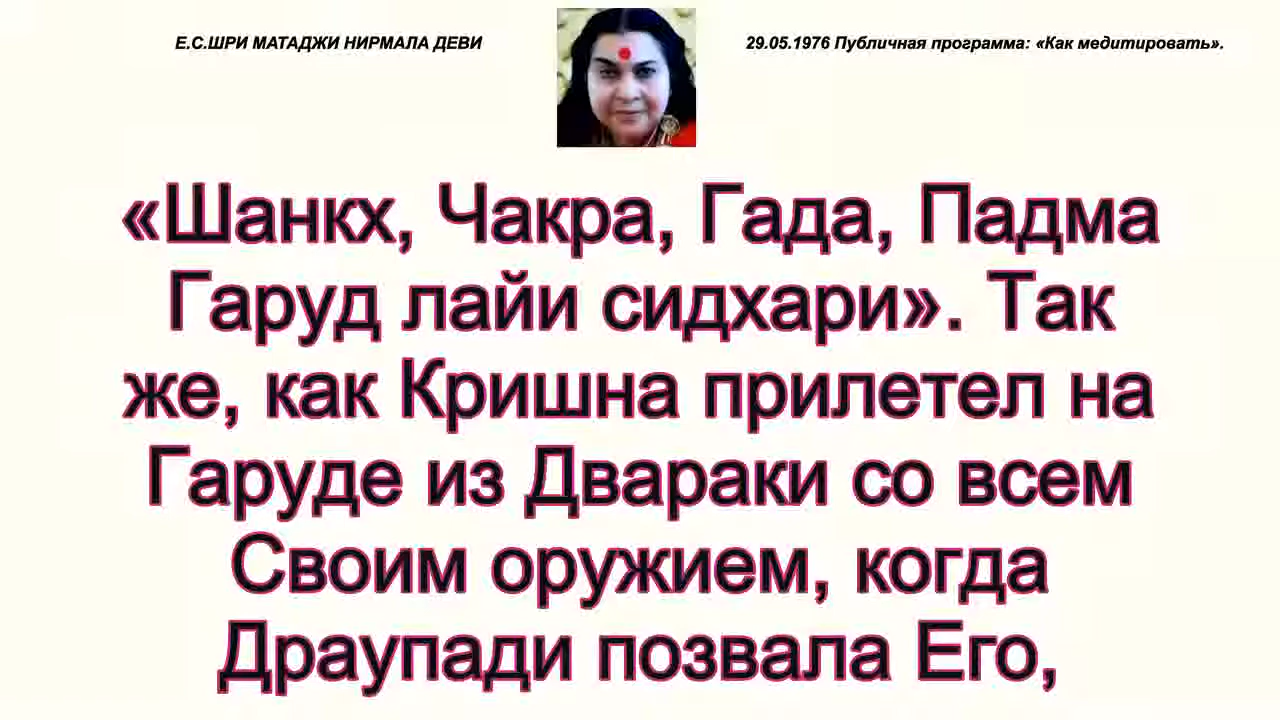 Е.С.ШРИ МАТАДЖИ НИРМАЛА ДЕВИ
29.05.1976 Публичная программа: «Как медитировать».
«Шанкх, Чакра, Гада, Падма
Гаруд лайи сидхари». Так
же, как Кришна прилетел на
Гаруде из Двараки со всем
Своим оружием, когда
Драупади позвала Его,